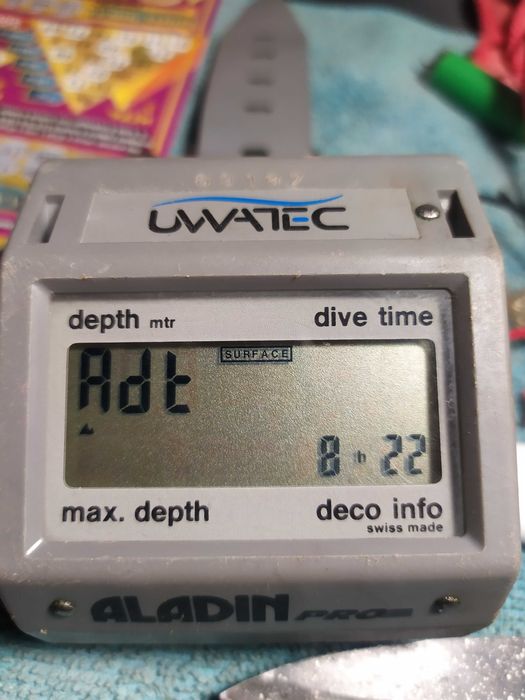 UWATEC
depth mtr
dive time
SURFACE
Adt
8 h 22
max. depth
deco info
swiss made
ALADIN PRO